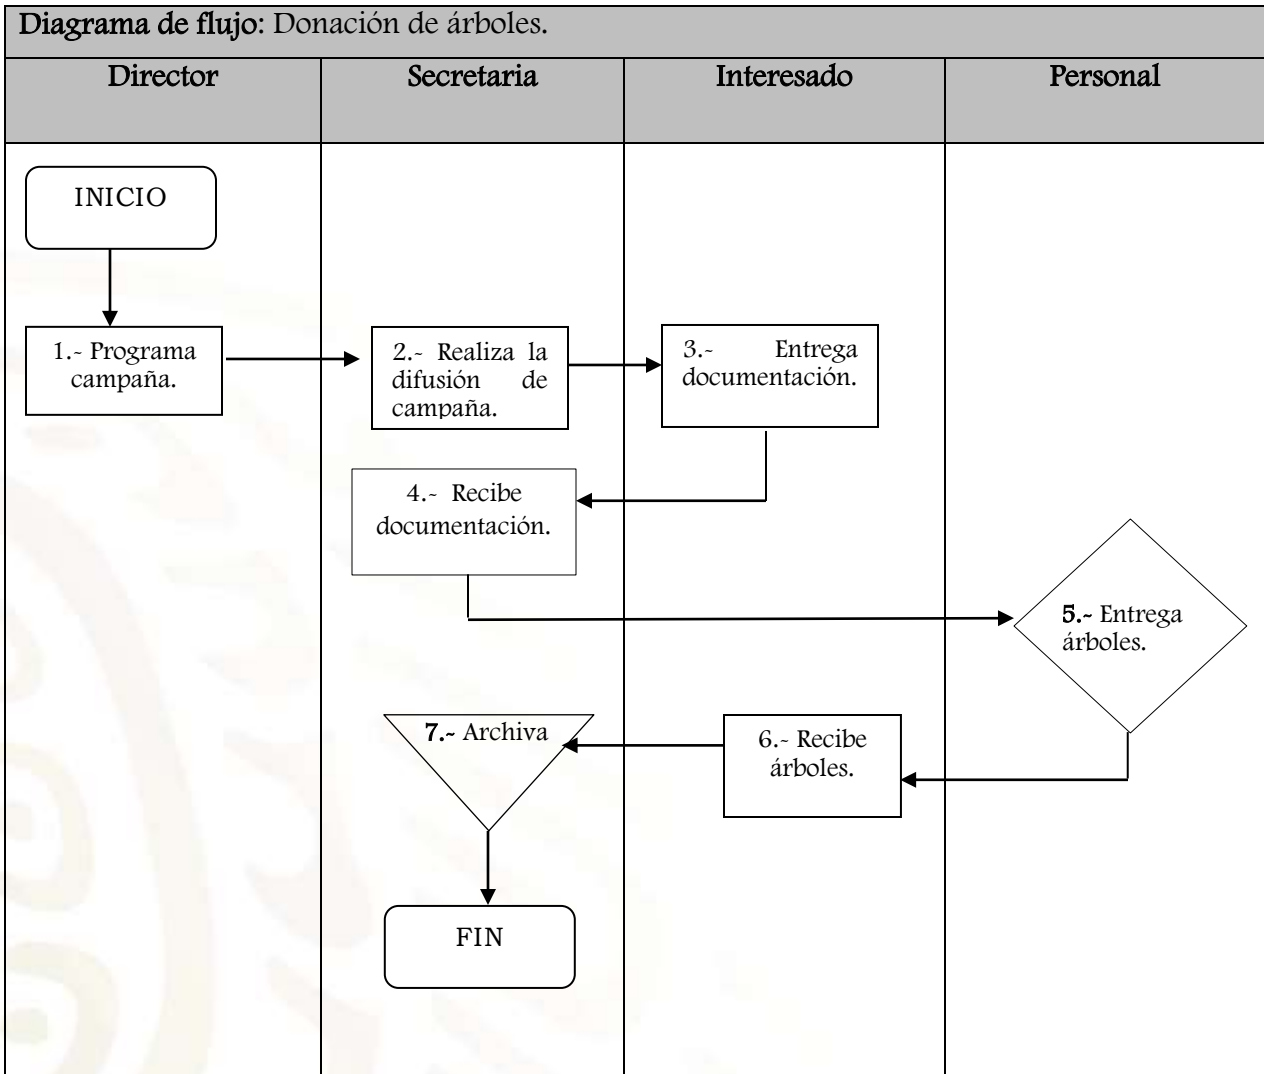 Diagrama de flujo: Donación de árboles.
Director
Secretaria
Interesado
Personal
INICIO
1.- Programa
campaña.
2.- Realiza la
difusión de
campaña.
3.- Entrega
documentación.
4.- Recibe
documentación.
5.- Entrega
árboles.
6.- Recibe
árboles.
7.- Archiva
FIN